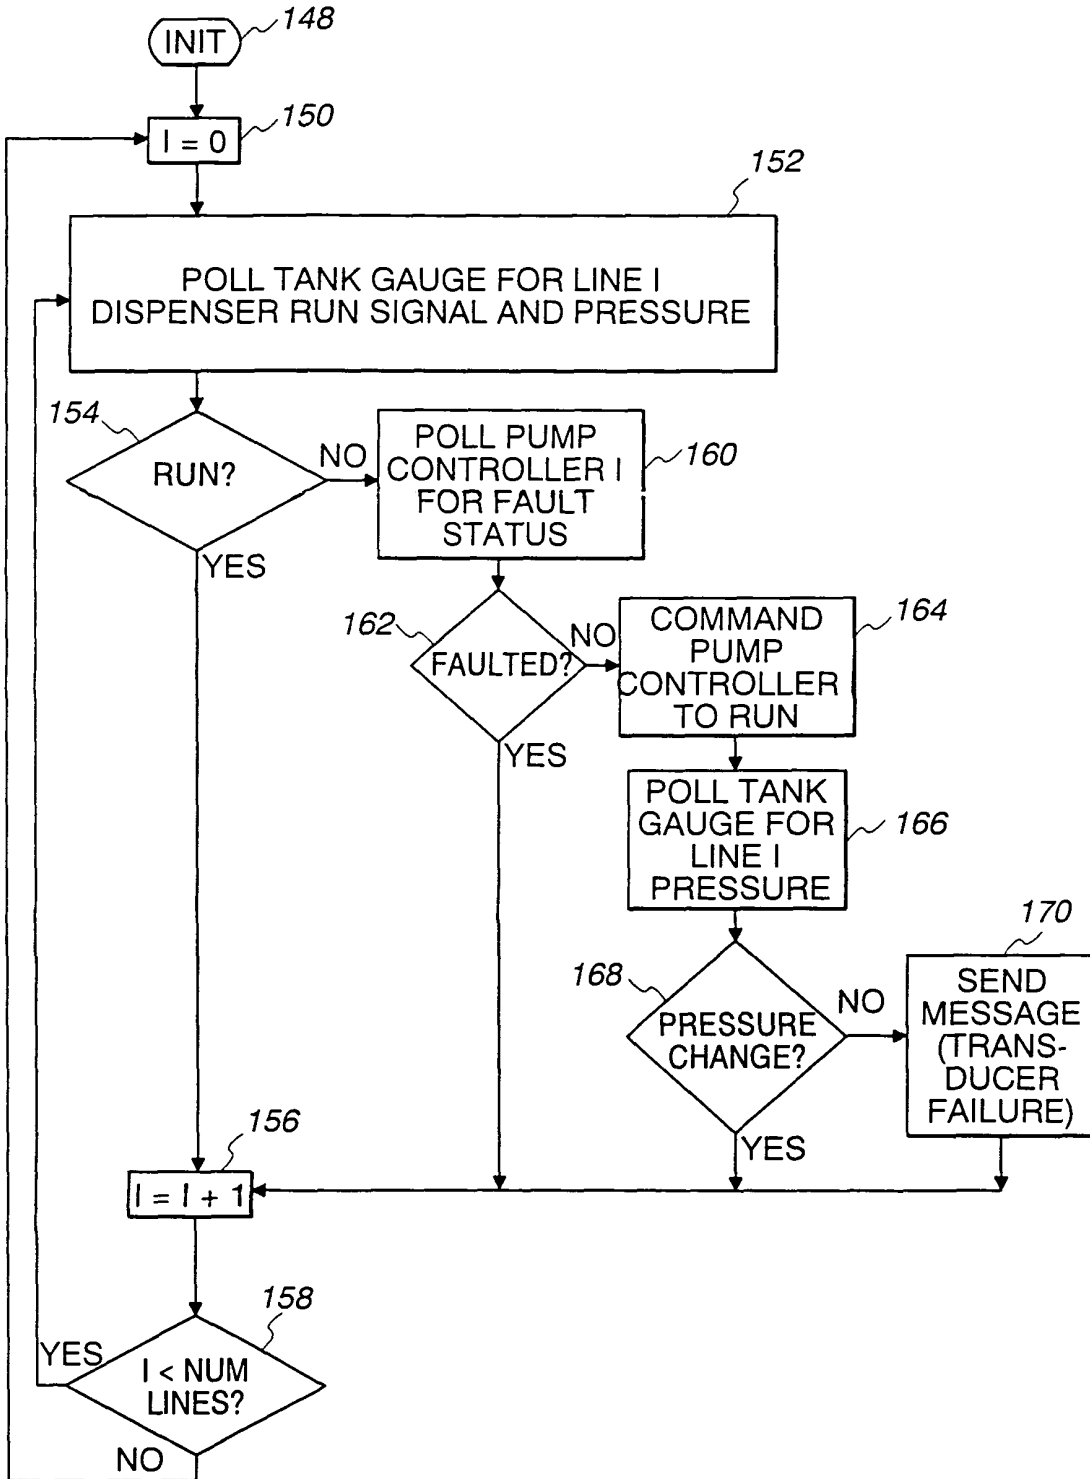 INIT
148
I = 0
150
152
POLL TANK GAUGE FOR LINE I
DISPENSER RUN SIGNAL AND PRESSURE
154
RUN?
NO
YES
POLL PUMP
CONTROLLER I
FOR FAULT
STATUS
160
162
FAULTED?
NO
YES
COMMAND
PUMP
CONTROLLER
TO RUN
164
POLL TANK
GAUGE FOR
LINE I
PRESSURE
166
168
PRESSURE
CHANGE?
NO
YES
170
SEND
MESSAGE
(TRANS-
DUCER
FAILURE)
156
I = I + 1
158
I < NUM
LINES?
YES
NO